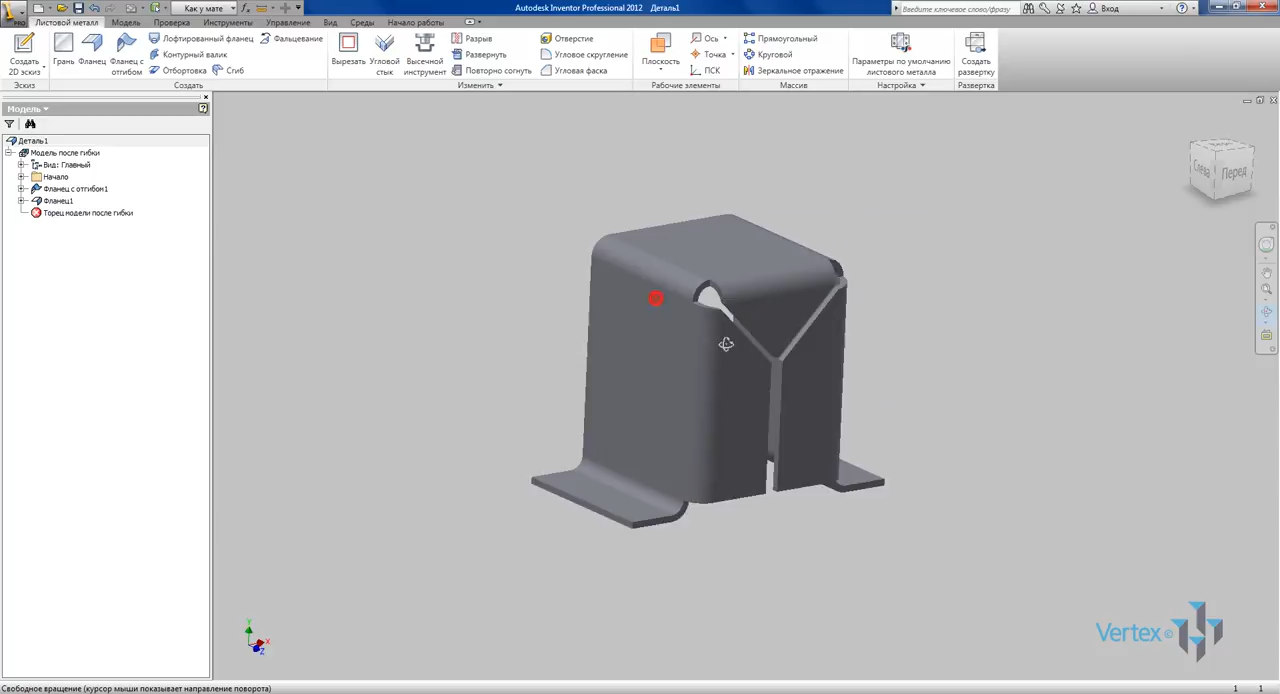 Autodesk Inventor Professional 2012 Деталь1
Как у мате
Введите ключевое слово/фразу
Вход
PRO
Листовой металл Модель Проверка Инструменты Управление Вид Среды Начало работы
Создать 2D эскиз
Грань
Фланец
Фланец с отгибом
Лофтированный фланец
Фальцевание
Контурный валик
Отбортовка
Сгиб
Вырезать
Угловой стык
Высечной инструмент
Разрыв
Развернуть
Повторно согнуть
Отверстие
Угловое скругление
Угловая фаска
Плоскость
Ось
Точка
ПСК
Прямоугольный
Круговой
Зеркальное отражение
Параметры по умолчанию листового металла
Создать развертку
Эскиз
Создать
Изменить
Рабочие элементы
Массив
Настройка
Развертка
Модель
Деталь1
Модель после гибки
Вид: Главный
Начало
Фланец с отгибом1
Фланец1
Торец модели после гибки
Слева
Перед
Y
X
Z
Vertex ©
Свободное вращение (курсор мыши показывает направление поворота)
1 1